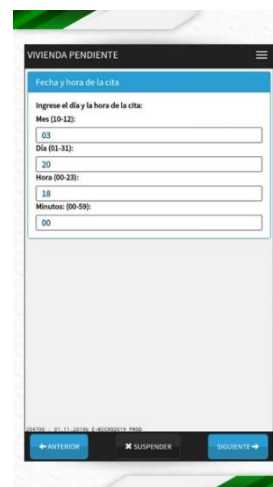 VIVIENDA PENDIENTE
Fecha y hora de la cita
Ingrese el día y la hora de la cita:
Mes (10-12):
03
Día (01-31):
20
Hora (00-23):
18
Minutos: (00-59):
00
PROD
ANTERIOR
SUSPENDER
SIGUIENTE